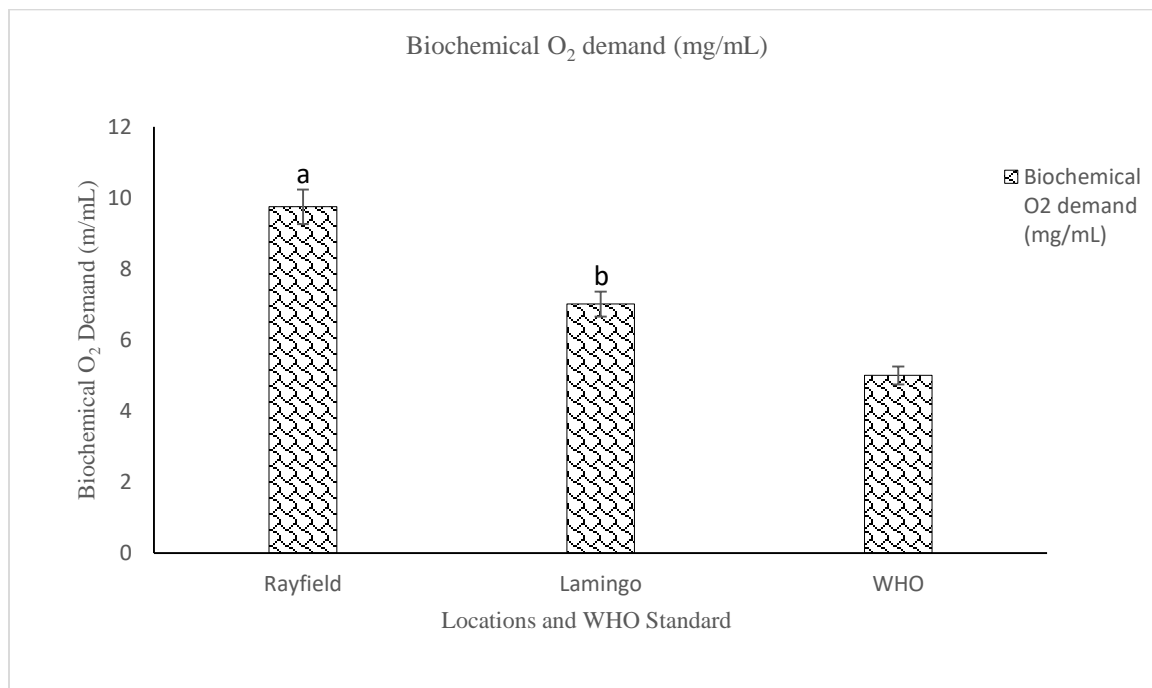 Biochemical O₂ demand (mg/mL)
12
10
8
6
4
2
0
Biochemical O₂ Demand (m/mL)
a
b
Biochemical
O2 demand
(mg/mL)
Rayfield
Lamingo
WHO
Locations and WHO Standard